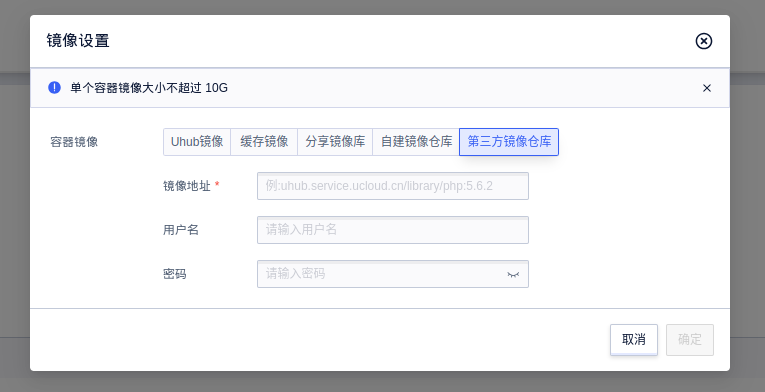 镜像设置
单个容器镜像大小不超过 10G
容器镜像 Uhub镜像 缓存镜像 分享镜像库 自建镜像仓库 第三方镜像仓库
镜像地址 * 例:uhub.service.ucloud.cn/library/php:5.6.2
用户名 请输入用户名
密码 请输入密码
取消 确定